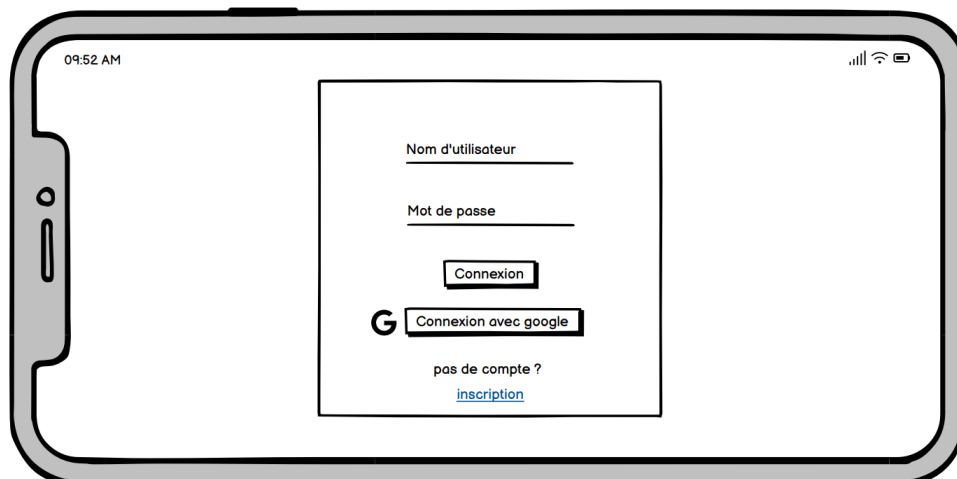 09:52 AM
Nom d'utilisateur
Mot de passe
Connexion
G Connexion avec google
pas de compte ?
inscription